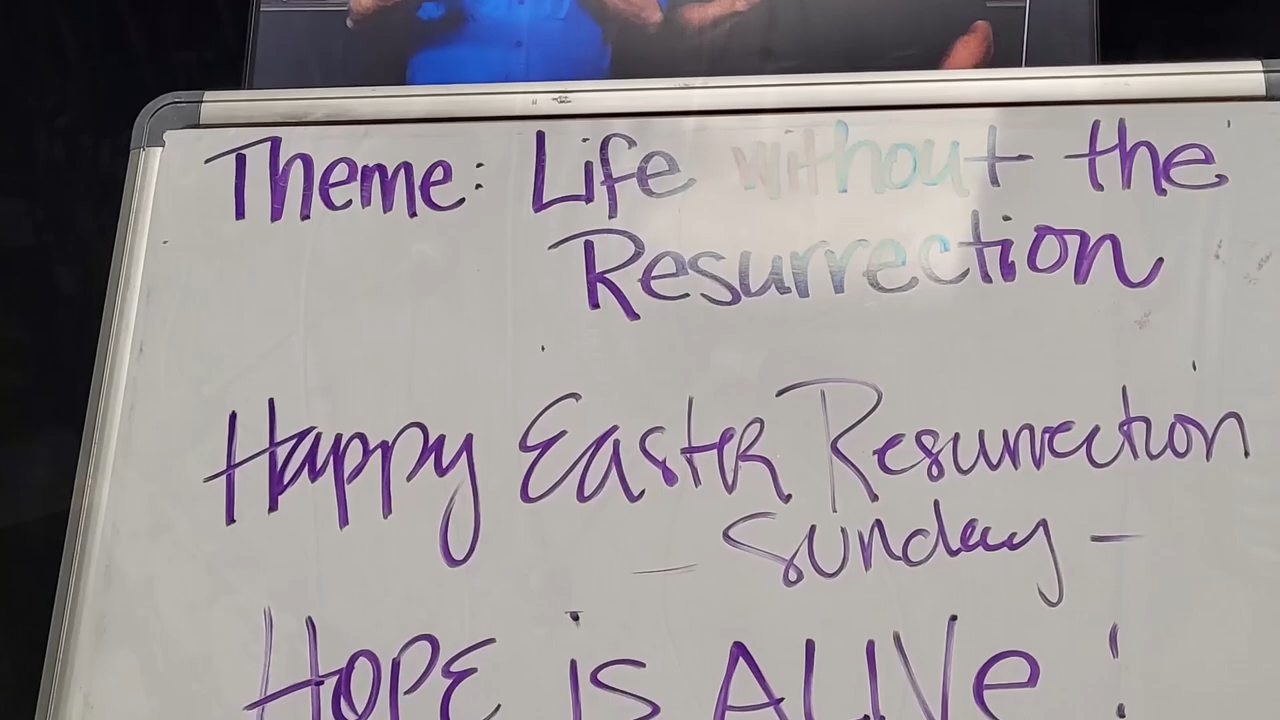 Theme: Life without the
Resurrection
Happy Easter Resurrection
- Sunday -
Hope is ALIVe!